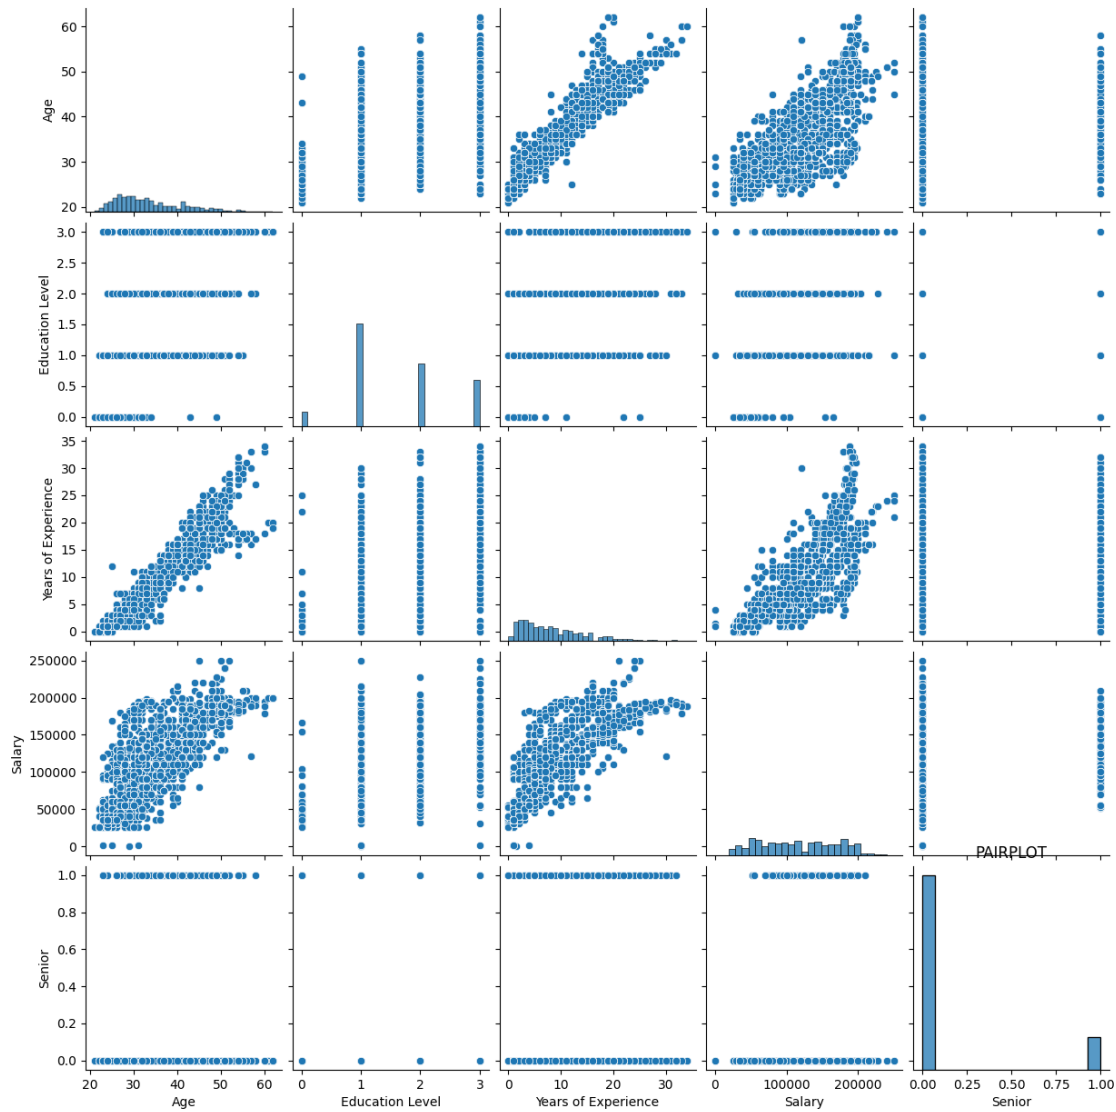 60
50
40
30
20
Age
3.0
2.5
2.0
1.5
1.0
0.5
0.0
Education Level
35
30
25
20
15
10
5
0
Years of Experience
250000
200000
150000
100000
50000
0
Salary
PAIRPLOT
1.0
0.8
0.6
0.4
0.2
0.0
Senior
20 30 40 50 60
0 1 2 3
0 10 20 30
0 100000 200000
0.00 0.25 0.50 0.75 1.00
Age
Education Level
Years of Experience
Salary
Senior